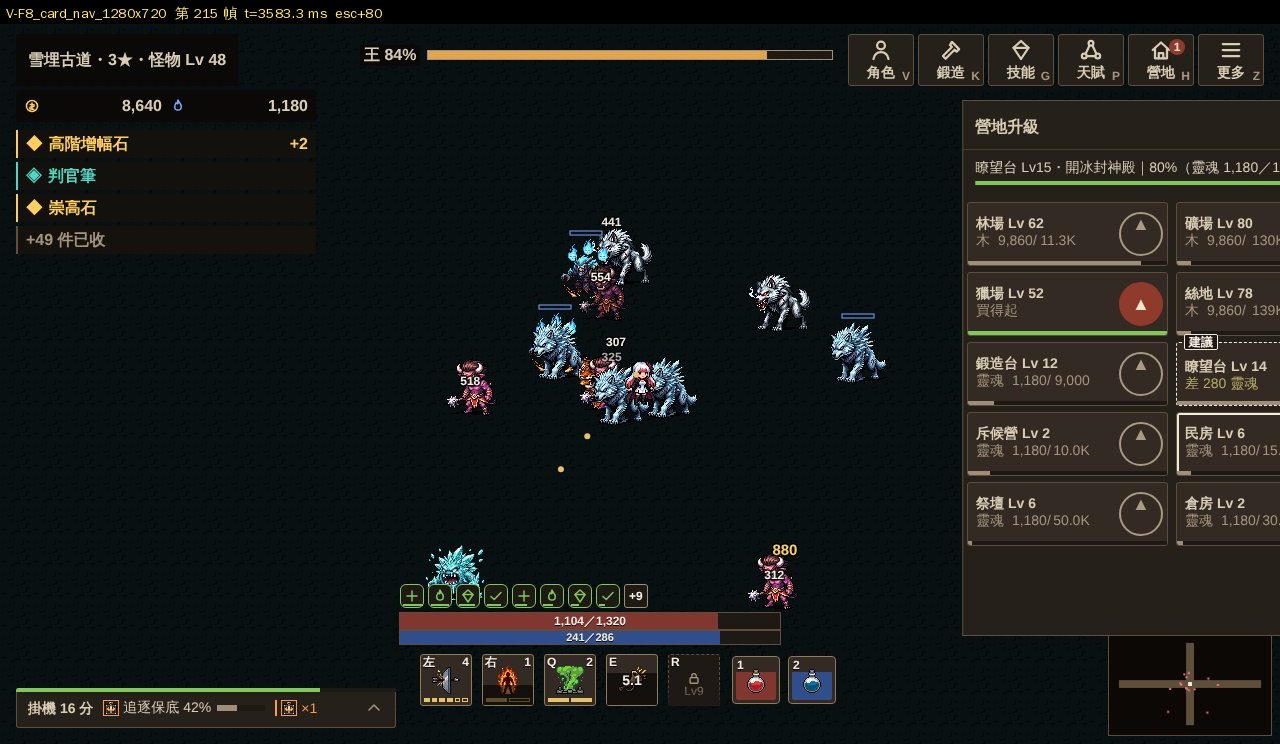 V-F8_card_nav_1280x720 第 215 幀 t=3583.3 ms esc+80
雪埋古道・3★・怪物 Lv 48
王 84%
角色 V
鍛造 K
技能 G
天賦 P
營地 H 1
更多 Z
8,640 1,180
高階增幅石 +2
判官筆
崇高石
+49 件已收
營地升級
瞭望台 Lv15・開冰封神殿｜80%（靈魂 1,180／1
林場 Lv 62
木 9,860/ 11.3K
礦場 Lv 80
木 9,860/ 130K
獵場 Lv 52
買得起
絲地 Lv 78
木 9,860/ 139K
鍛造台 Lv 12
靈魂 1,180/ 9,000
建議
瞭望台 Lv 14
差 280 靈魂
斥候營 Lv 2
靈魂 1,180/ 10.0K
民房 Lv 6
靈魂 1,180/ 15.
祭壇 Lv 6
靈魂 1,180/ 50.0K
倉房 Lv 2
靈魂 1,180/ 30.
441
554
307
325
518
880
312
+9
1,104／1,320
241／286
左 4
右 1
Q 2
E 5.1
R Lv9
1
2
掛機 16 分 追逐保底 42% ×1